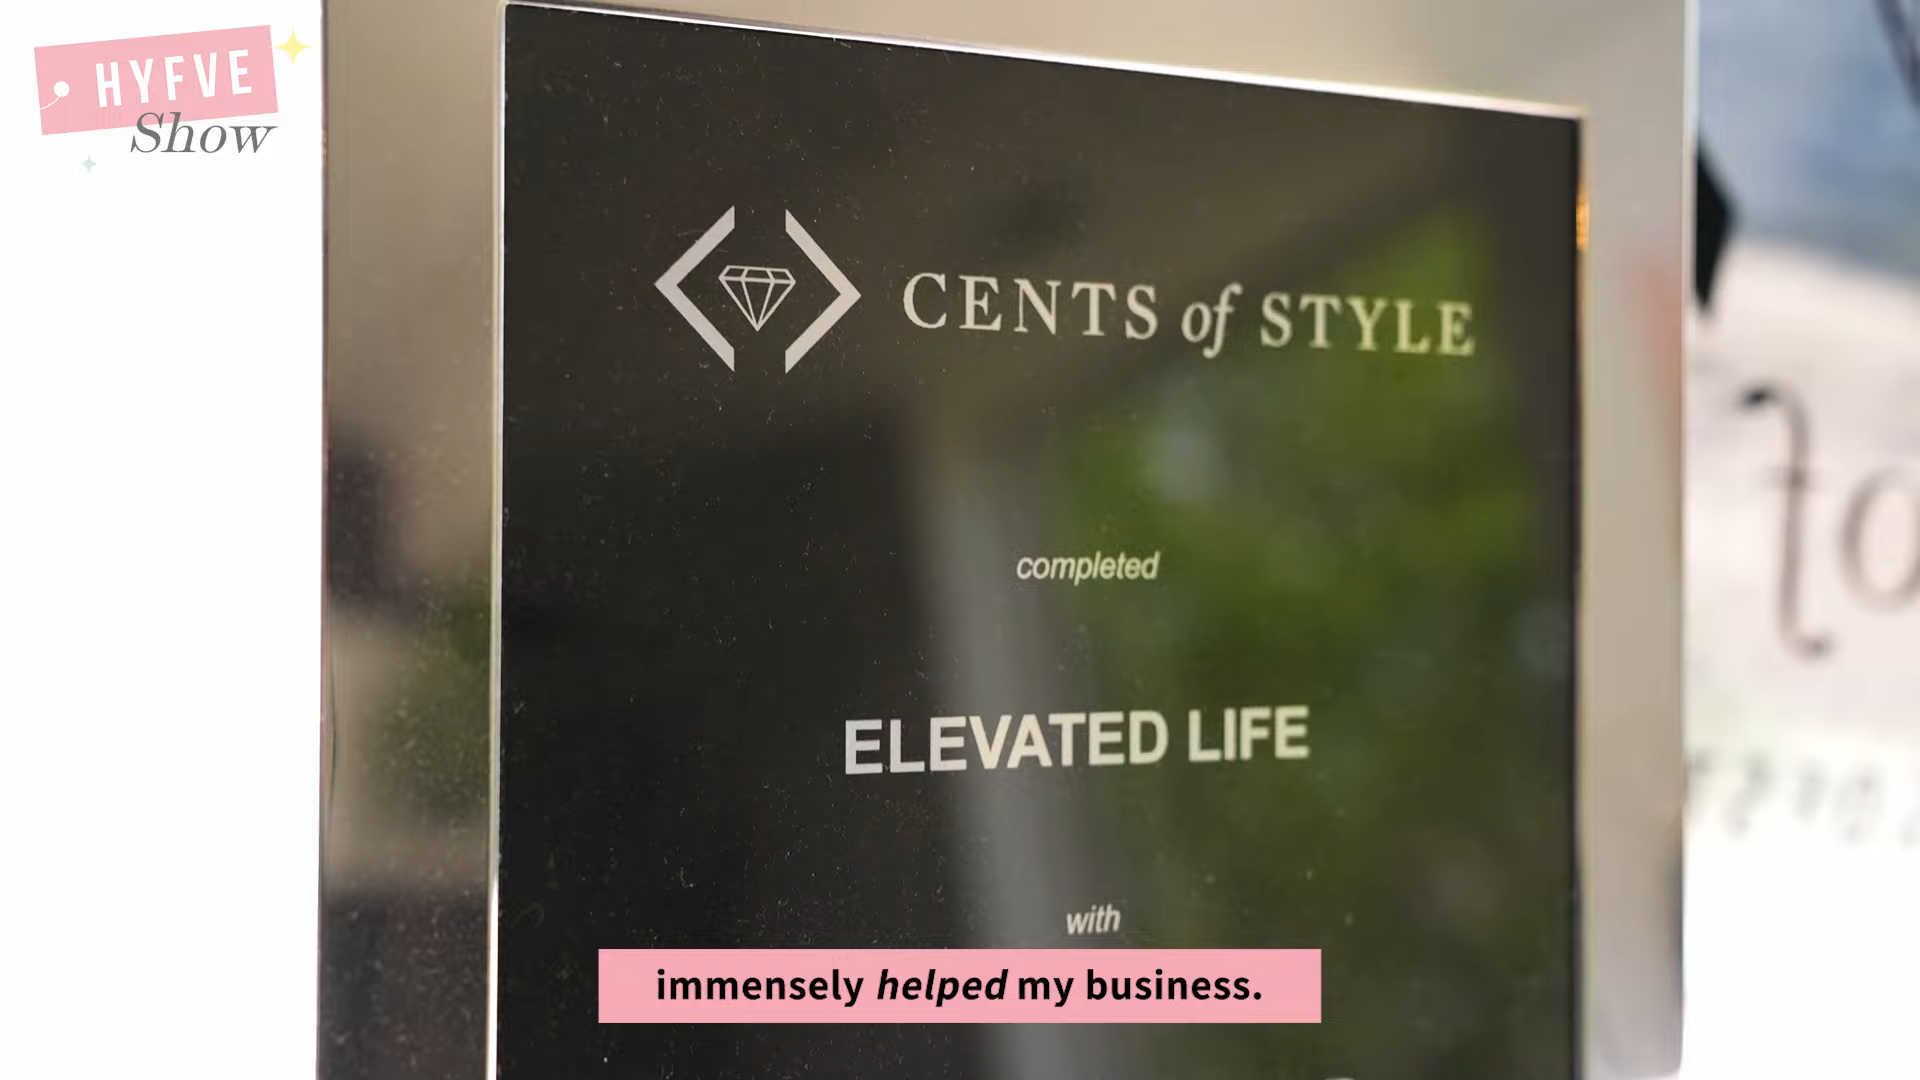 HYFVE
Show
CENTS of STYLE
completed
ELEVATED LIFE
with
immensely helped my business.